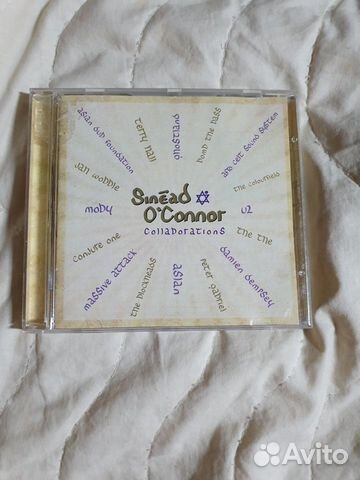 Sinéad
O'Connor
Collaborations
asian dub foundation
terry hall
ghostland
bomb the bass
afro celt sound system
the colourfield
u2
the the
damien dempsey
peter gabriel
aslan
the blockheads
massive attack
conjure one
moby
jah wobble
Avito